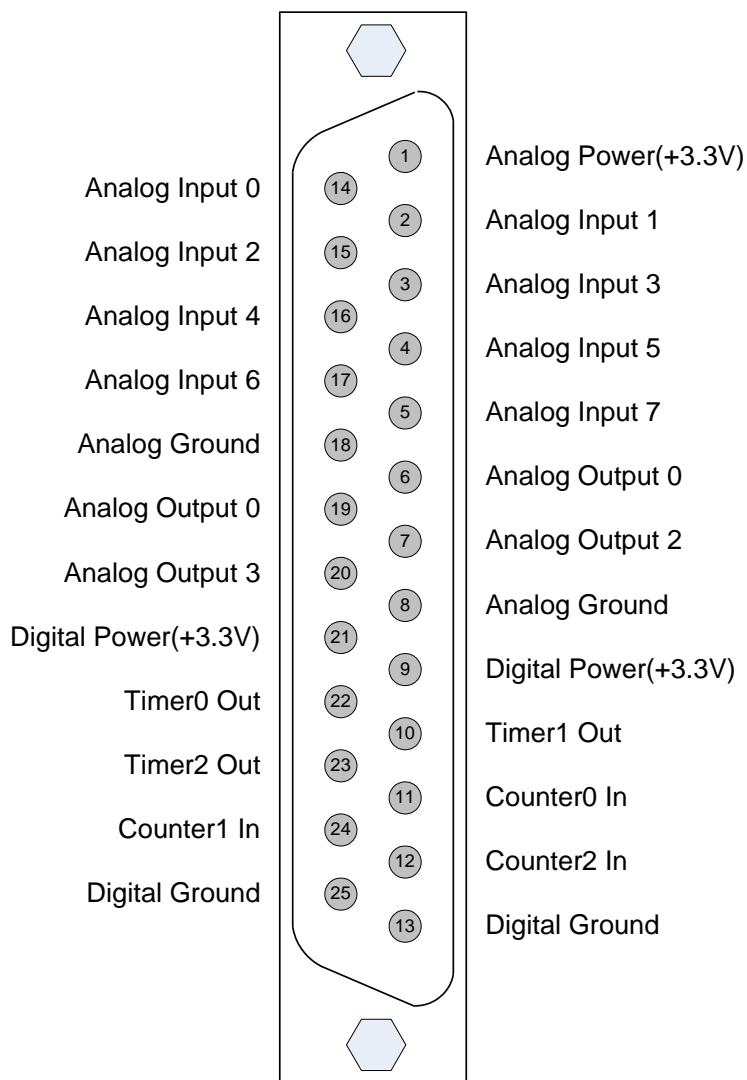 1 Analog Power(+3.3V)
Analog Input 0 14
2 Analog Input 1
Analog Input 2 15
3 Analog Input 3
Analog Input 4 16
4 Analog Input 5
Analog Input 6 17
5 Analog Input 7
Analog Ground 18
6 Analog Output 0
Analog Output 0 19
7 Analog Output 2
Analog Output 3 20
8 Analog Ground
Digital Power(+3.3V) 21
9 Digital Power(+3.3V)
Timer0 Out 22
10 Timer1 Out
Timer2 Out 23
11 Counter0 In
Counter1 In 24
12 Counter2 In
Digital Ground 25
13 Digital Ground